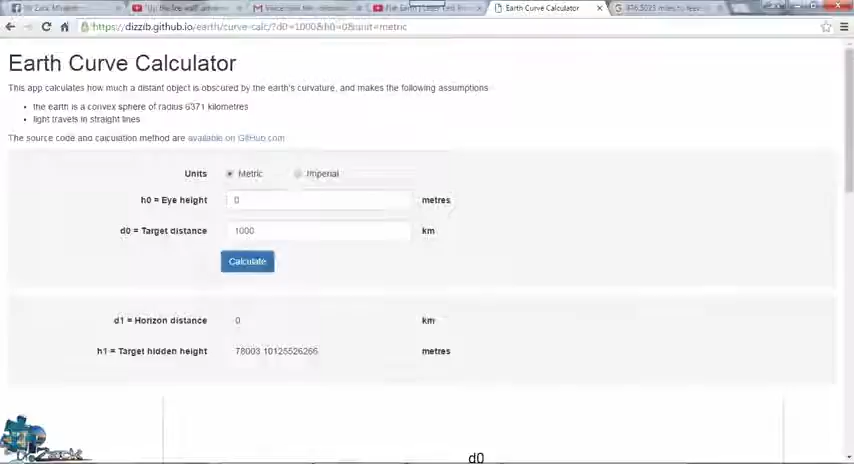 Earth Curve Calculator
https://dizzib.github.io/earth/curve-calc/?d0=1000&h0=0&unit=metric
Earth Curve Calculator
This app calculates how much a distant object is obscured by the earth's curvature, and makes the following assumptions
the earth is a convex sphere of radius 6371 kilometres
light travels in straight lines
The source code and calculation method are available on GitHub.com
Units Metric Imperial
h0 = Eye height 0 metres
d0 = Target distance 1000 km
Calculate
d1 = Horizon distance 0 km
h1 = Target hidden height 78003.10125526266 metres
d0
Zack